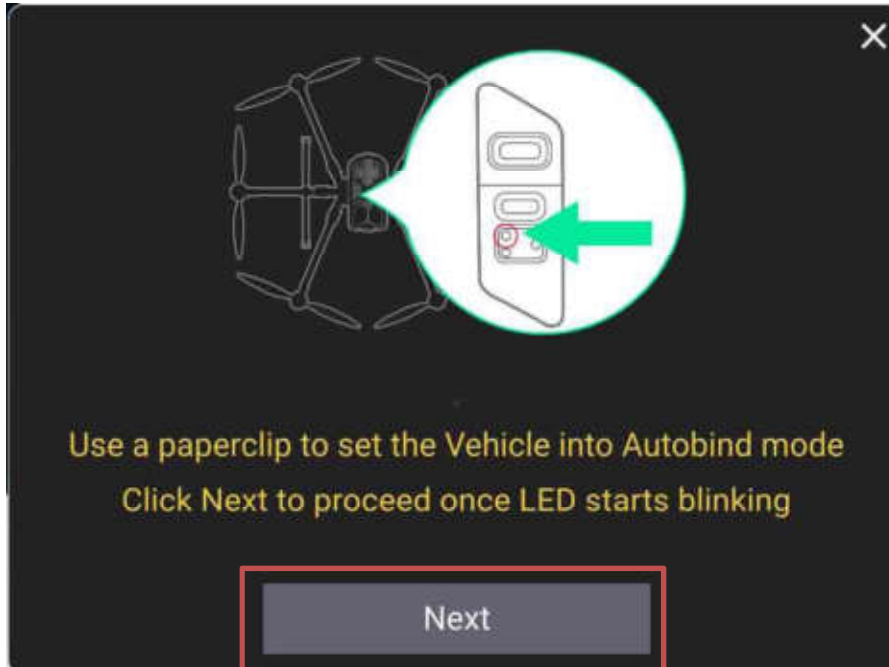 Use a paperclip to set the Vehicle into Autobind mode
Click Next to proceed once LED starts blinking
Next